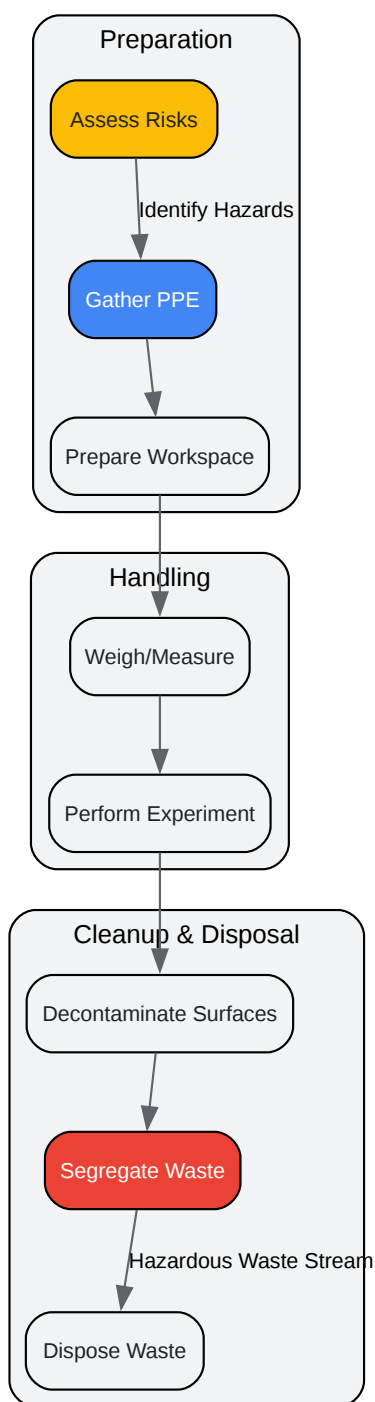 Preparation
Assess Risks
Identify Hazards
Gather PPE
Prepare Workspace
Handling
Weigh/Measure
Perform Experiment
Cleanup & Disposal
Decontaminate Surfaces
Segregate Waste
Hazardous Waste Stream
Dispose Waste